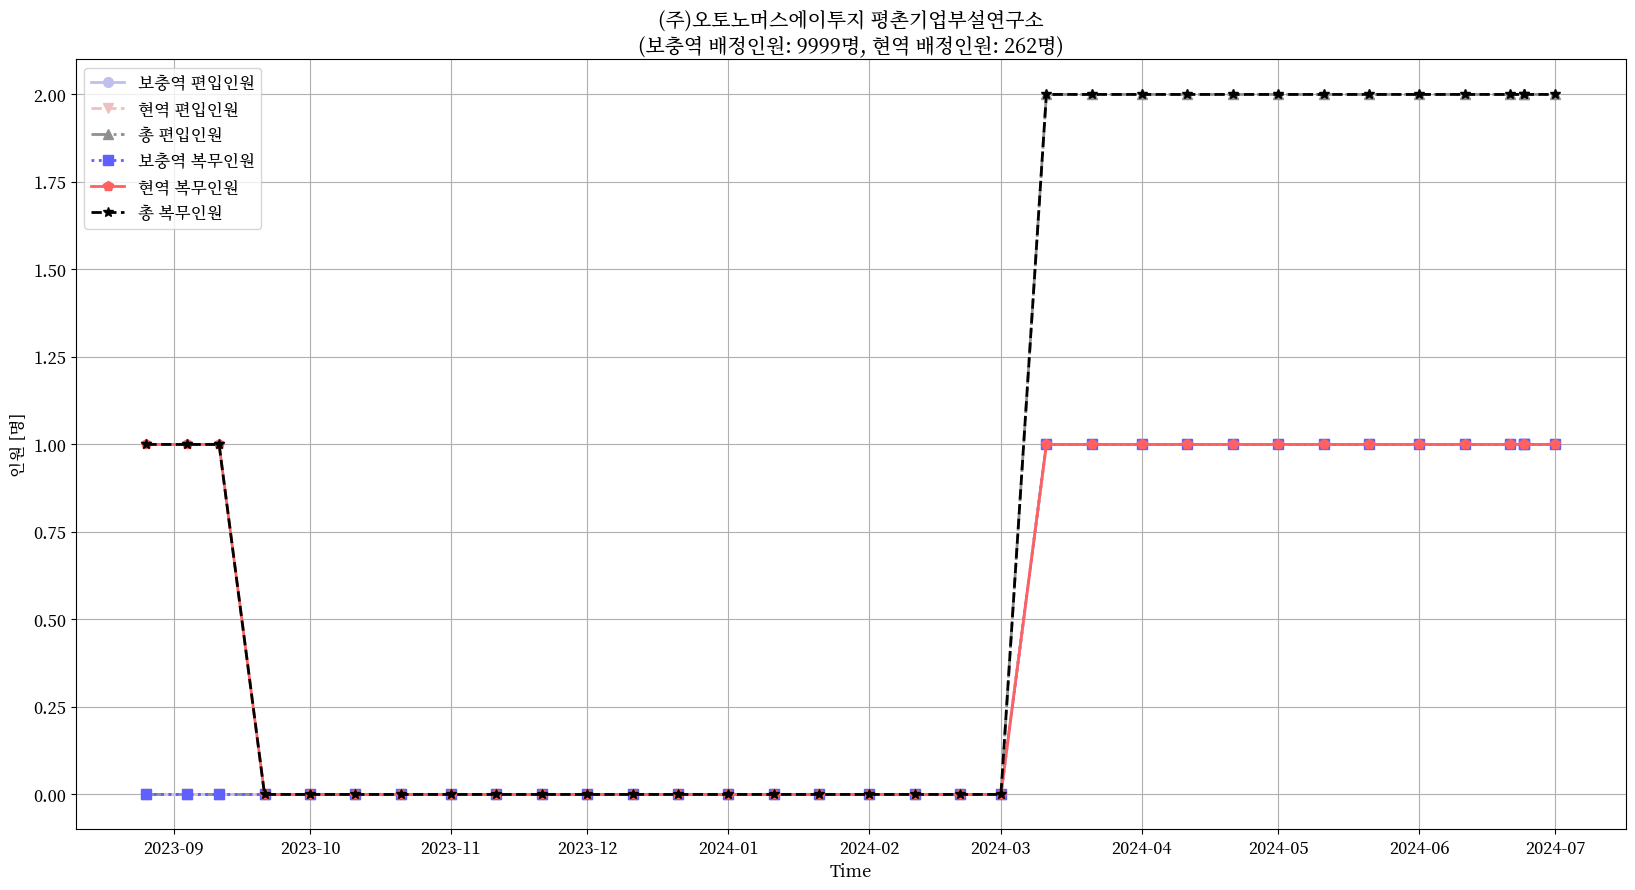 (주)오토노머스에이투지 평촌기업부설연구소
(보충역 배정인원: 9999명, 현역 배정인원: 262명)
보충역 편입인원
현역 편입인원
총 편입인원
보충역 복무인원
현역 복무인원
총 복무인원
2.00
1.75
1.50
1.25
1.00
0.75
0.50
0.25
0.00
인원 [명]
2023-09 2023-10 2023-11 2023-12 2024-01 2024-02 2024-03 2024-04 2024-05 2024-06 2024-07
Time